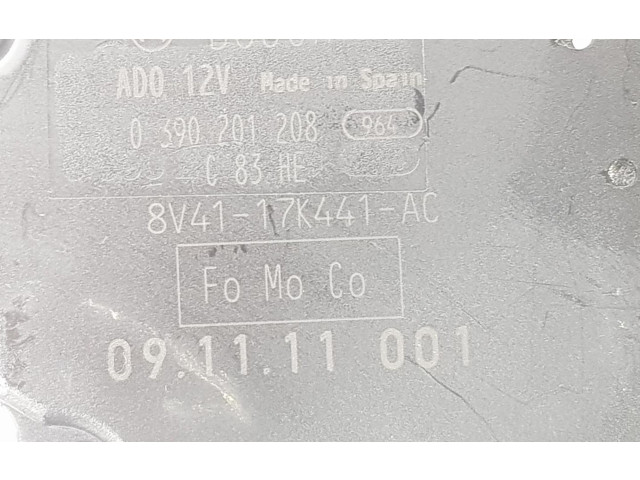 AD0 12V Made in Spain
0 390 201 208 964
C 83 HE
8V41-17K441-AC
Fo Mo Co
09.11.11 001